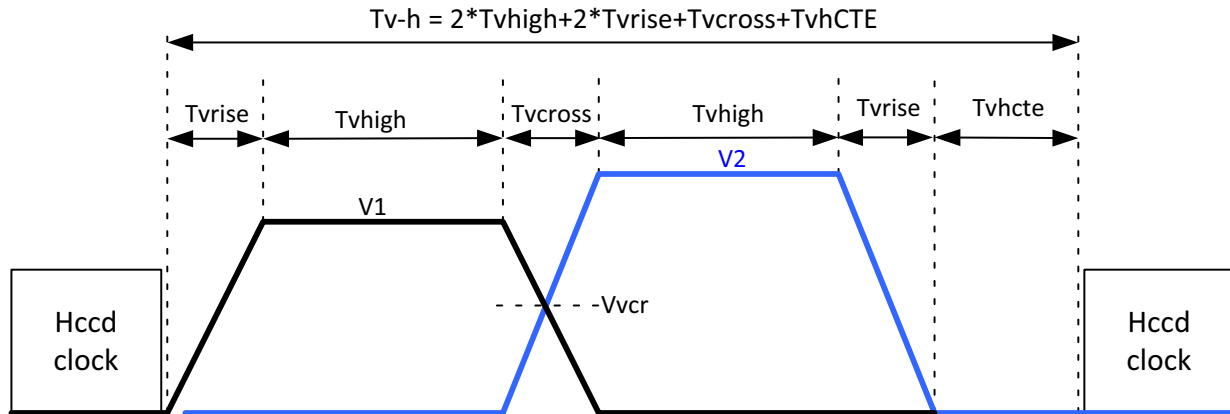 Tv-h = 2*Tvhigh+2*Tvrise+Tvcross+TvhCTE
Tvrise
Tvhigh
Tvcross
Tvhigh
Tvrise
Tvhcte
V2
V1
Vvcr
Hccd
clock
Hccd
clock